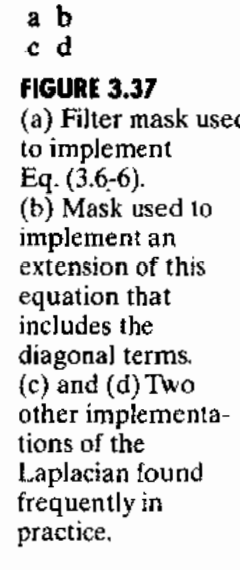 a b
c d
FIGURE 3.37
(a) Filter mask used
to implement
Eq. (3.6-6).
(b) Mask used to
implement an
extension of this
equation that
includes the
diagonal terms.
(c) and (d) Two
other implementa-
tions of the
Laplacian found
frequently in
practice.